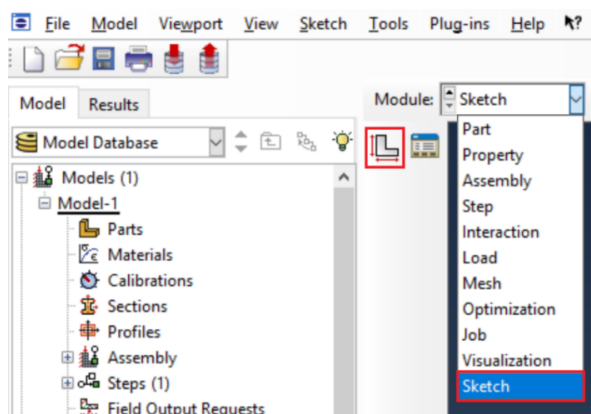 File Model Viewport View Sketch Tools Plug-ins Help ?
Model Results
Module: Sketch
Model Database
Models (1)
Model-1
Parts
Materials
Calibrations
Sections
Profiles
Assembly
Steps (1)
Field Output Requests
Part
Property
Assembly
Step
Interaction
Load
Mesh
Optimization
Job
Visualization
Sketch